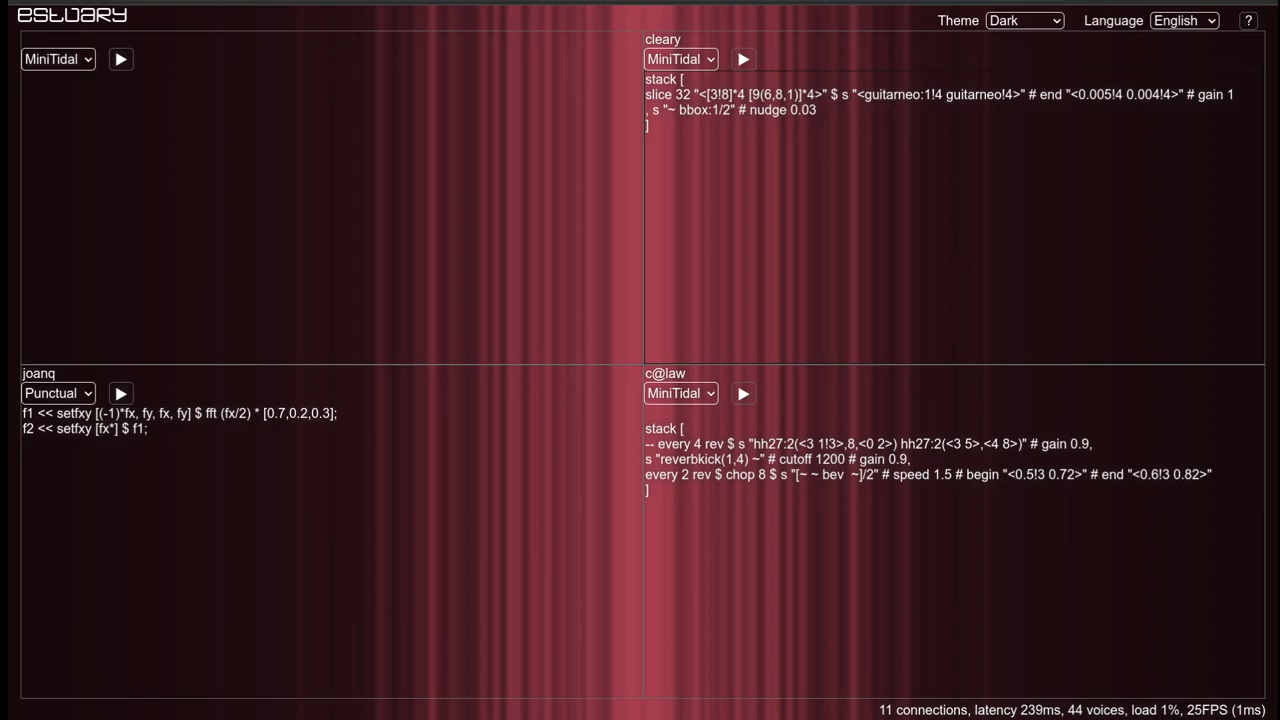 estuary
Theme Dark Language English ?
MiniTidal
cleary
MiniTidal
stack [
slice 32 "<[3!8]*4 [9(6,8,1)]*4>" $ s "<guitarneo:1!4 guitarneo!4>" # end "<0.005!4 0.004!4>" # gain 1
, s "~ bbox:1/2" # nudge 0.03
]
joanq
Punctual
f1 << setfxy [(-1)*fx, fy, fx, fy] $ fft (fx/2) * [0.7,0.2,0.3];
f2 << setfxy [fx*] $ f1;
c@law
MiniTidal
stack [
-- every 4 rev $ s "hh27:2(<3 1!3>,8,<0 2>) hh27:2(<3 5>,<4 8>)" # gain 0.9,
s "reverbkick(1,4) ~" # cutoff 1200 # gain 0.9,
every 2 rev $ chop 8 $ s "[~ ~ bev  ~]/2" # speed 1.5 # begin "<0.5!3 0.72>" # end "<0.6!3 0.82>"
]
11 connections, latency 239ms, 44 voices, load 1%, 25FPS (1ms)